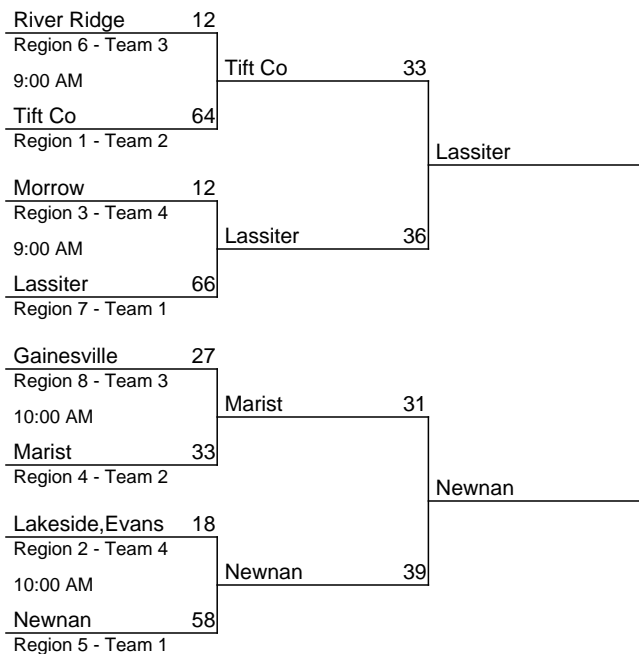 River Ridge 12
Region 6 - Team 3
9:00 AM
Tift Co 64
Region 1 - Team 2
Tift Co 33
Morrow 12
Region 3 - Team 4
9:00 AM
Lassiter 66
Region 7 - Team 1
Lassiter 36
Lassiter
Gainesville 27
Region 8 - Team 3
10:00 AM
Marist 33
Region 4 - Team 2
Marist 31
Lakeside,Evans 18
Region 2 - Team 4
10:00 AM
Newnan 58
Region 5 - Team 1
Newnan 39
Newnan